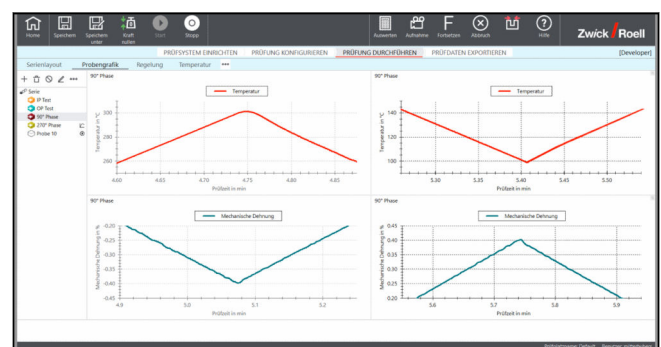 Home
Speichern
Speichern unter
Kraft nullen
Start
Stopp
Auswerten
Aufnahme
Fortsetzen
Abbruch
Hilfe
Zwick Roell
PRÜFSYSTEM EINRICHTEN
PRÜFUNG KONFIGURIEREN
PRÜFUNG DURCHFÜHREN
PRÜFDATEN EXPORTIEREN
[Developer]
Serienlayout
Probengrafik
Regelung
Temperatur
Serie
IP Test
OP Test
90° Phase
270° Phase
Probe 10
90° Phase
Temperatur
Temperatur in °C
300
280
260
4.60
4.65
4.70
4.75
4.80
4.85
Prüfzeit in min
90° Phase
Temperatur
Temperatur in °C
140
120
100
5.30
5.35
5.40
5.45
5.50
Prüfzeit in min
90° Phase
Mechanische Dehnung
Mechanische Dehnung in %
-0.20
-0.25
-0.30
-0.35
-0.40
-0.45
4.9
5.0
5.1
5.2
Prüfzeit in min
90° Phase
Mechanische Dehnung
Mechanische Dehnung in %
0.45
0.40
0.35
0.30
0.25
0.20
5.6
5.7
5.8
5.9
Prüfzeit in min